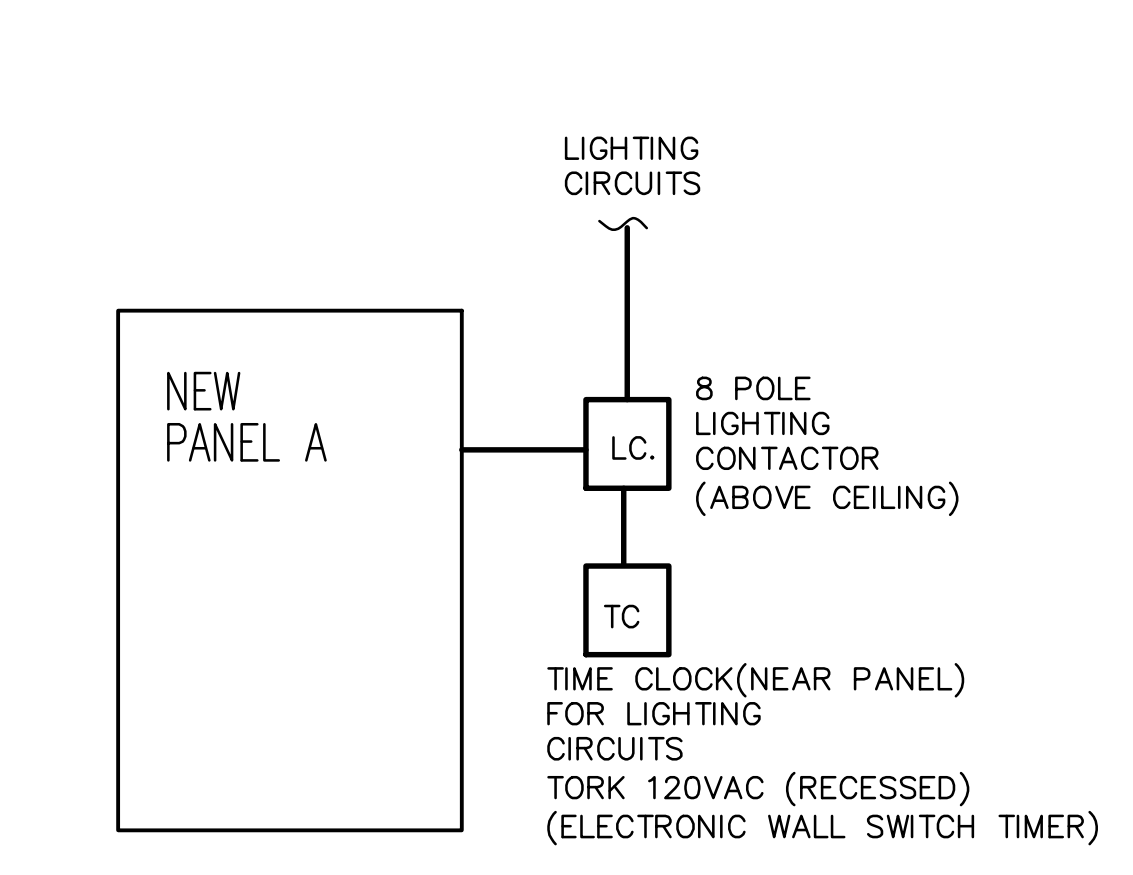 LIGHTING
CIRCUITS
NEW
PANEL A
LC.
8 POLE
LIGHTING
CONTACTOR
(ABOVE CEILING)
TC
TIME CLOCK(NEAR PANEL)
FOR LIGHTING
CIRCUITS
TORK 120VAC (RECESSED)
(ELECTRONIC WALL SWITCH TIMER)